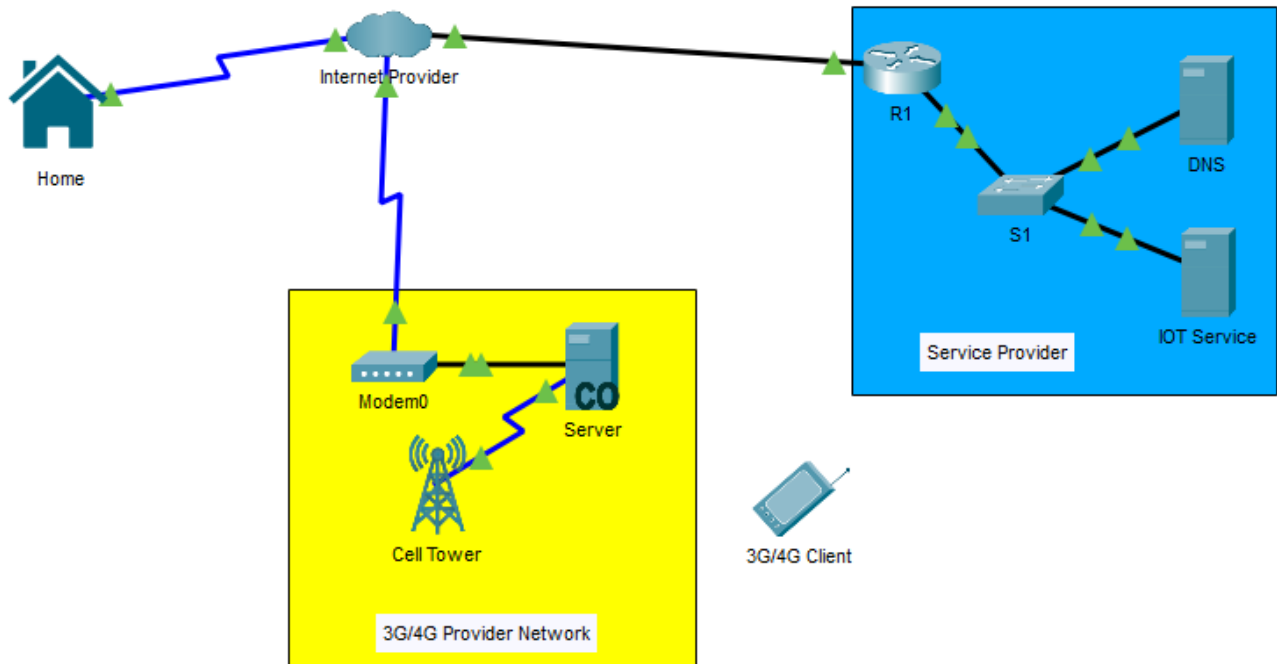 Internet Provider
Home
R1
DNS
S1
IOT Service
Service Provider
Modem0
CO
Server
Cell Tower
3G/4G Client
3G/4G Provider Network